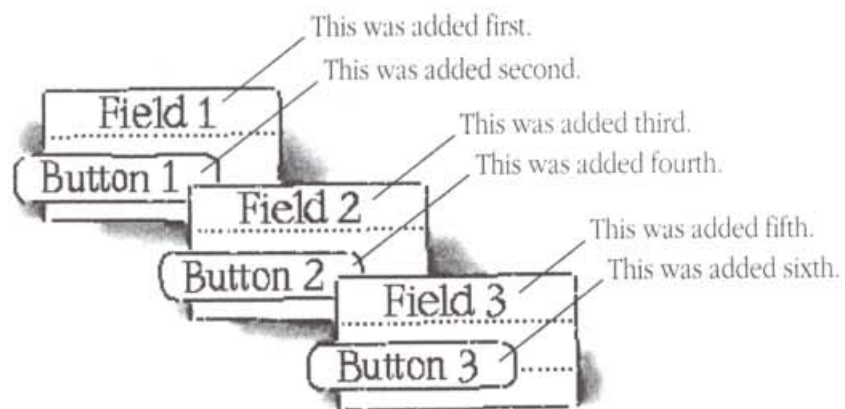 This was added first.
This was added second.
Field 1
This was added third.
Button 1
This was added fourth.
Field 2
This was added fifth.
Button 2
This was added sixth.
Field 3
Button 3